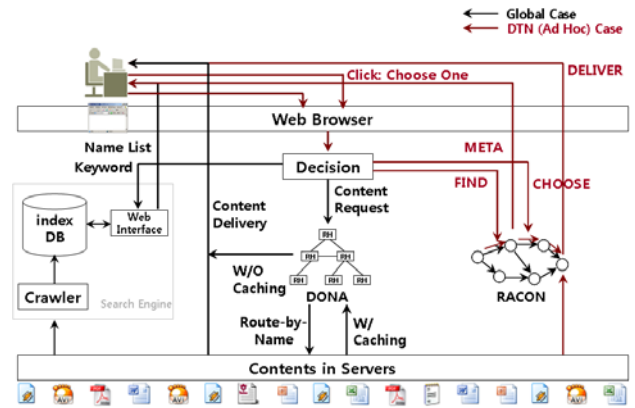 Global Case
DTN (Ad Hoc) Case
DELIVER
Click: Choose One
Web Browser
Name List
Keyword
META
Decision
FIND
CHOOSE
Content
Request
Content
Delivery
index
DB
Web
Interface
RH
RH
RH
RH
RH
RH
W/O
Caching
DONA
RACON
Crawler
Search Engine
Route-by-
Name
W/
Caching
Contents in Servers